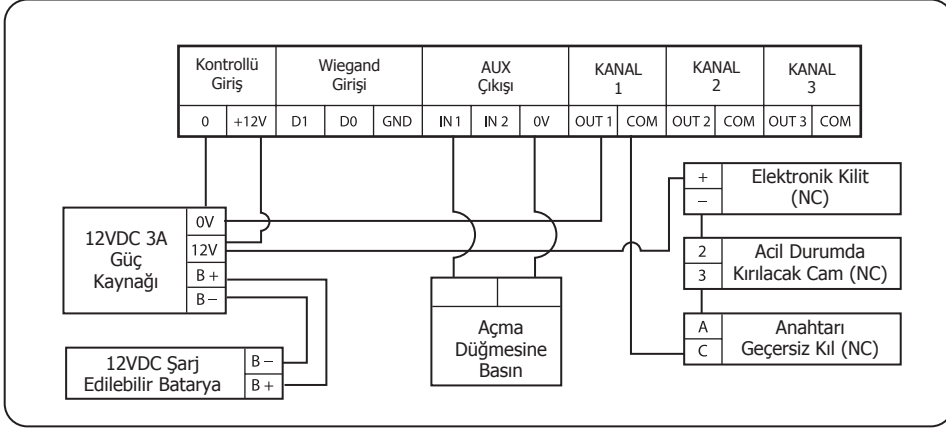 Kontrollü
Giriş
Wiegand
Girişi
AUX
Çıkışı
KANAL
1
KANAL
2
KANAL
3
0 +12V D1 D0 GND IN 1 IN 2 0V OUT 1 COM OUT 2 COM OUT 3 COM
12VDC 3A
Güç
Kaynağı
0V
12V
B +
B −
12VDC Şarj
Edilebilir Batarya
B −
B +
Açma
Düğmesine
Basın
+
−
Elektronik Kilit
(NC)
2
3
Acil Durumda
Kırılacak Cam (NC)
A
C
Anahtarı
Geçersiz Kıl (NC)